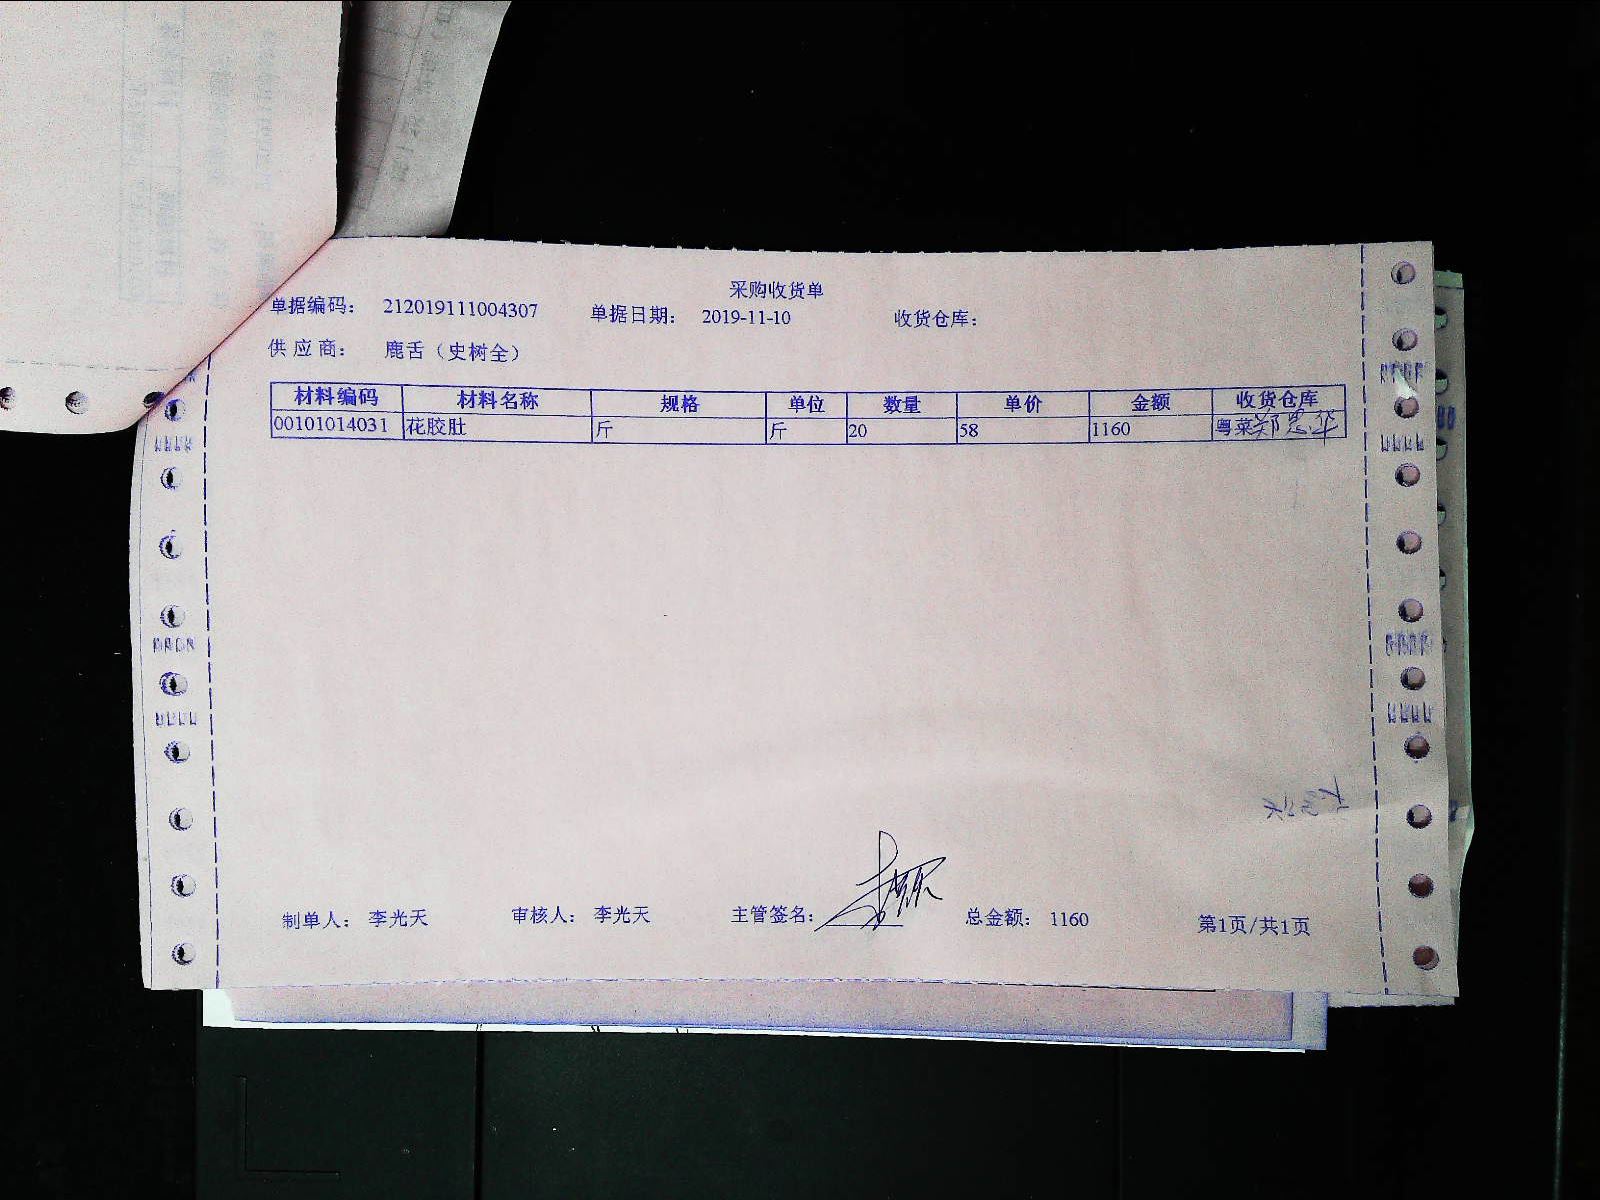 采购收货单
单据编码： 212019111004307 单据日期： 2019-11-10 收货仓库：
供应商： 鹿舌（史树全）
材料编码 材料名称 规格 单位 数量 单价 金额 收货仓库
00101014031 花胶肚 斤 斤 20 58 1160 粤菜郑思华
制单人： 李光天 审核人： 李光天 主管签名： 总金额： 1160 第1页/共1页